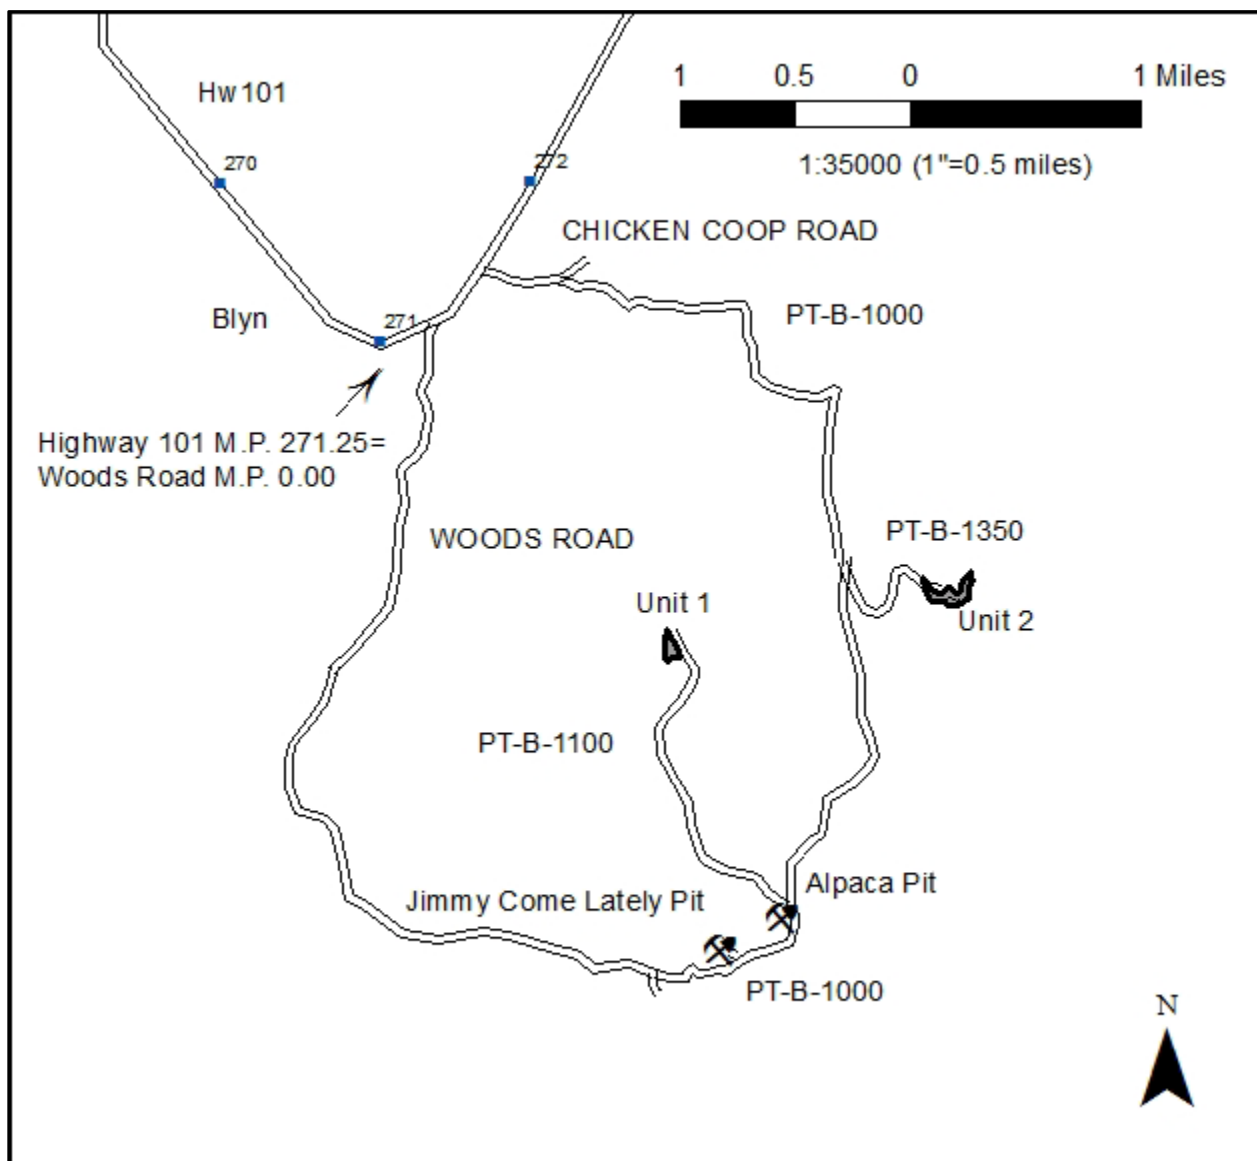 1 0.5 0 1 Miles
Hw101
1:35000 (1"=0.5 miles)
270
272
CHICKEN COOP ROAD
Blyn
271
PT-B-1000
Highway 101 M.P. 271.25=
Woods Road M.P. 0.00
WOODS ROAD
PT-B-1350
Unit 1
Unit 2
PT-B-1100
Alpaca Pit
Jimmy Come Lately Pit
PT-B-1000
N